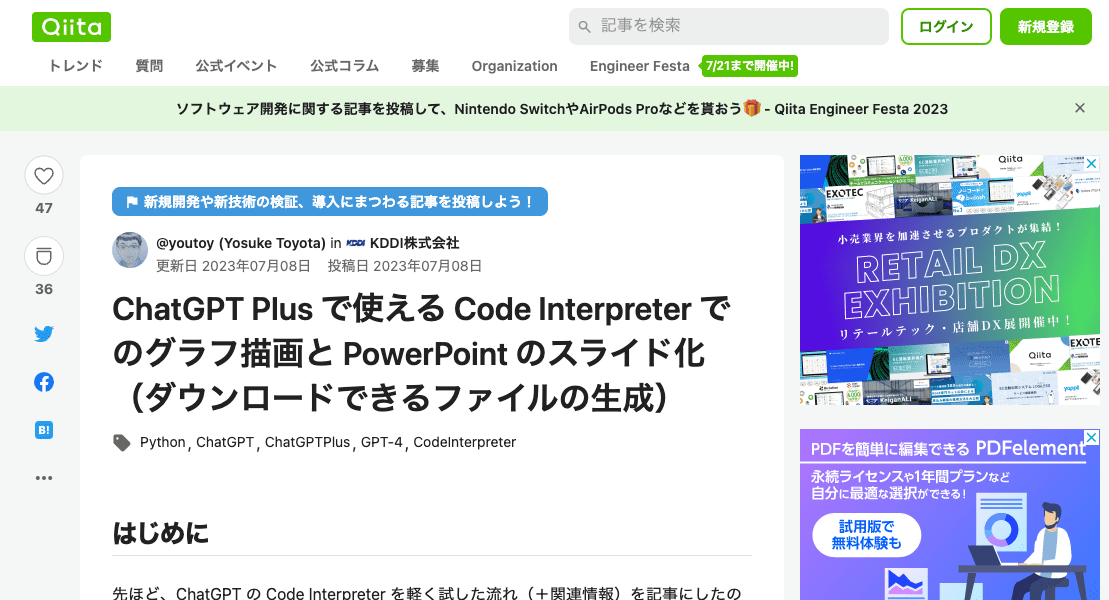 Qiita
記事を検索
ログイン
新規登録
トレンド 質問 公式イベント 公式コラム 募集 Organization Engineer Festa 7/21まで開催中!
ソフトウェア開発に関する記事を投稿して、Nintendo SwitchやAirPods Proなどを貰おう🎁 - Qiita Engineer Festa 2023
47
36
B!
新規開発や新技術の検証、導入にまつわる記事を投稿しよう！
@youtoy (Yosuke Toyota) in KDDI KDDI株式会社
更新日 2023年07月08日 投稿日 2023年07月08日
ChatGPT Plus で使える Code Interpreter で
のグラフ描画と PowerPoint のスライド化
（ダウンロードできるファイルの生成）
Python, ChatGPT, ChatGPTPlus, GPT-4, CodeInterpreter
はじめに
先ほど、ChatGPT の Code Interpreter を軽く試した流れ（＋関連情報）を記事にしたの
Qiita
EXOTEC
KeiganALI
b→dash
小売業界を加速させるプロダクトが集結！
RETAIL DX
EXHIBITION
リテールテック・店舗DX展開催中！
Qiita
EXOTEC
KeiganALI
yappli
PDFを簡単に編集できる PDFelement
永続ライセンスや1年間プランなど
自分に最適な選択ができる!
試用版で
無料体験も